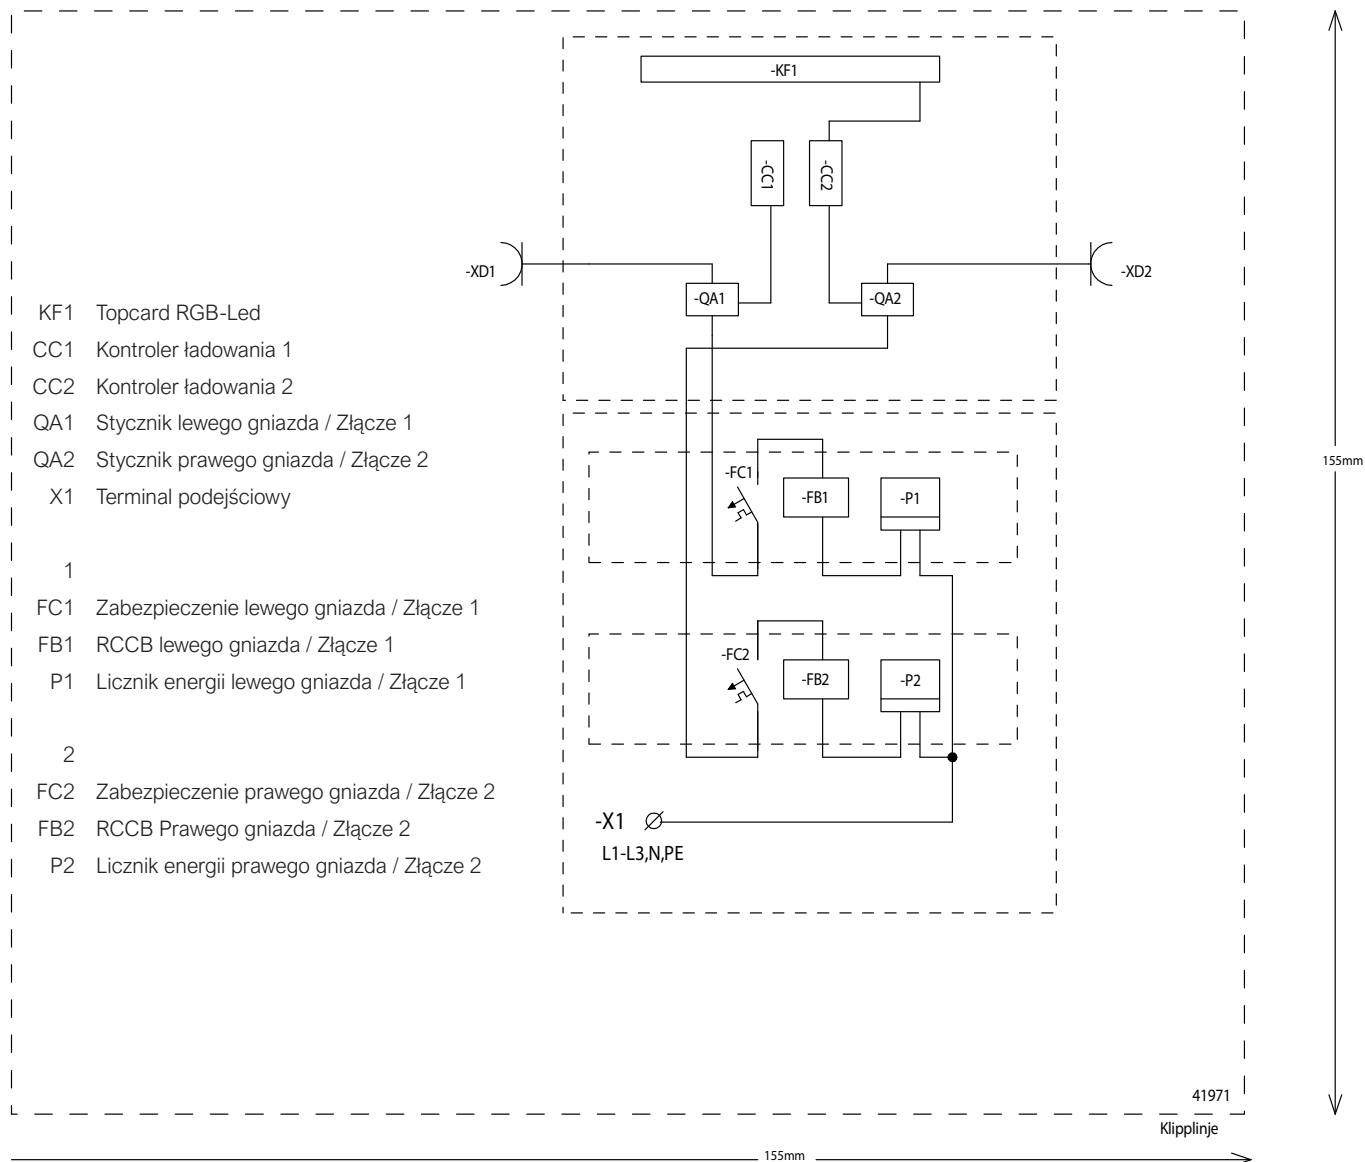 -KF1
-CC1
-CC2
-XD1
-XD2
-QA1
-QA2
KF1 Topcard RGB-Led
CC1 Kontroler ładowania 1
CC2 Kontroler ładowania 2
QA1 Stycznik lewego gniazda / Złącze 1
QA2 Stycznik prawego gniazda / Złącze 2
X1 Terminal podejściowy
1
FC1 Zabezpieczenie lewego gniazda / Złącze 1
FB1 RCCB lewego gniazda / Złącze 1
P1 Licznik energii lewego gniazda / Złącze 1
2
FC2 Zabezpieczenie prawego gniazda / Złącze 2
FB2 RCCB Prawego gniazda / Złącze 2
P2 Licznik energii prawego gniazda / Złącze 2
-FC1
-FB1
-P1
-FC2
-FB2
-P2
-X1
L1-L3,N,PE
155mm
41971
Klipplinje
155mm